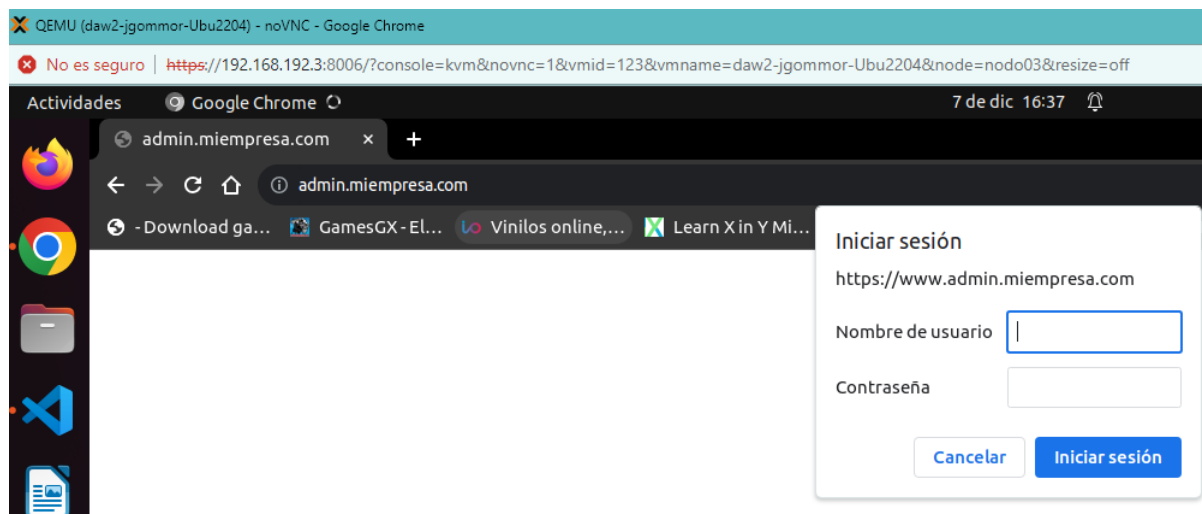 QEMU (daw2-jgommor-Ubu2204) - noVNC - Google Chrome
No es seguro | https://192.168.192.3:8006/?console=kvm&novnc=1&vmid=123&vmname=daw2-jgommor-Ubu2204&node=nodo03&resize=off
Actividades Google Chrome 7 de dic 16:37
admin.miempresa.com
admin.miempresa.com
- Download ga... GamesGX - El... Vinilos online,... Learn X in Y Mi...
Iniciar sesión
https://www.admin.miempresa.com
Nombre de usuario
Contraseña
Cancelar Iniciar sesión